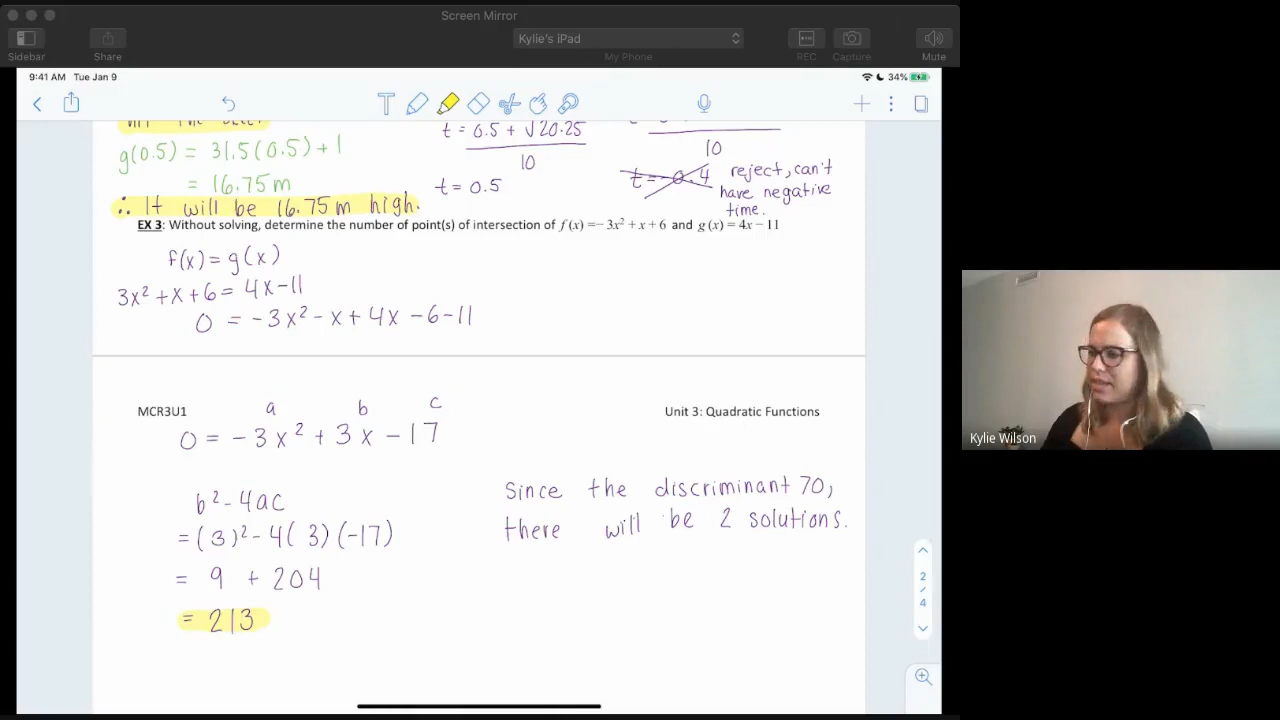 Screen Mirror
Sidebar
Share
Kylie's iPad
My Phone
REC
Capture
Mute
9:41 AM Tue Jan 9
34%
g(0.5) = 31.5(0.5) + 1
= 16.75 m
∴ It will be 16.75 m high.
t = 0.5 + √20.25
10
t = 0.5
10
t = -0.4
reject, can't
have negative
time.
EX 3: Without solving, determine the number of point(s) of intersection of f(x) = − 3x² + x + 6 and g(x) = 4x − 11
f(x) = g(x)
3x² + x + 6 = 4x - 11
0 = -3x² - x + 4x - 6 - 11
MCR3U1
Unit 3: Quadratic Functions
a b c
0 = -3x² + 3x - 17
b² - 4ac
= (3)² - 4( 3)(-17)
= 9 + 204
= 213
Since the discriminant 70,
there will be 2 solutions.
2
/
4
Kylie Wilson